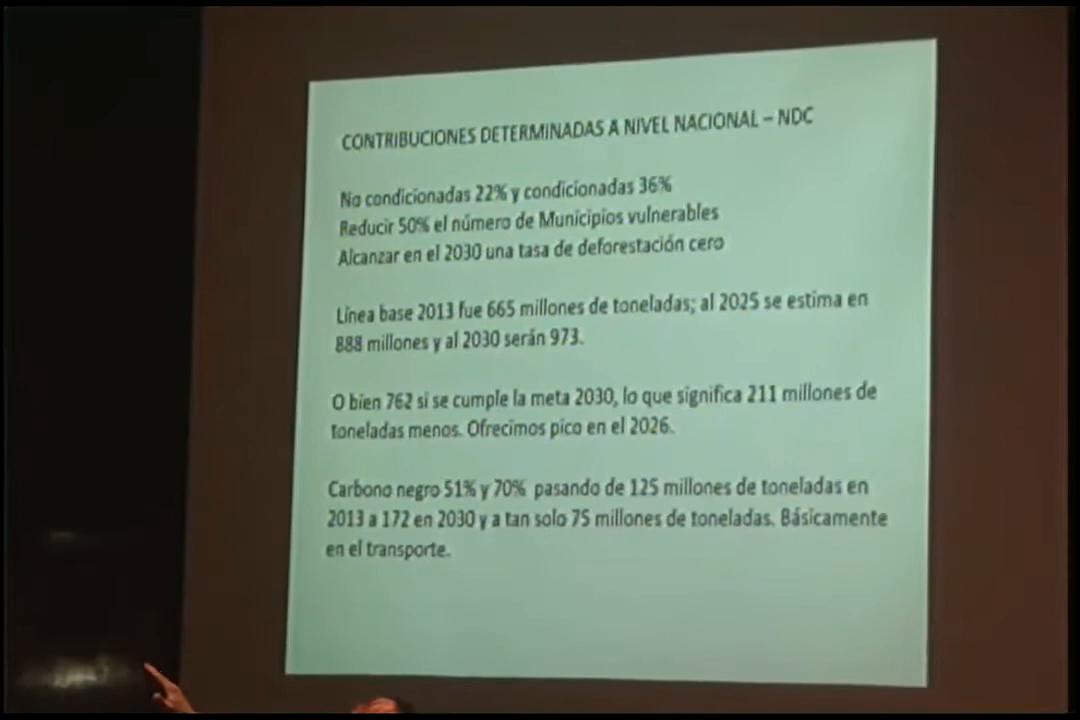 CONTRIBUCIONES DETERMINADAS A NIVEL NACIONAL – NDC
No condicionadas 22% y condicionadas 36%
Reducir 50% el número de Municipios vulnerables
Alcanzar en el 2030 una tasa de deforestación cero
Línea base 2013 fue 665 millones de toneladas; al 2025 se estima en
888 millones y al 2030 serán 973.
O bien 762 si se cumple la meta 2030, lo que significa 211 millones de
toneladas menos. Ofrecimos pico en el 2026.
Carbono negro 51% y 70% pasando de 125 millones de toneladas en
2013 a 172 en 2030 y a tan solo 75 millones de toneladas. Básicamente
en el transporte.